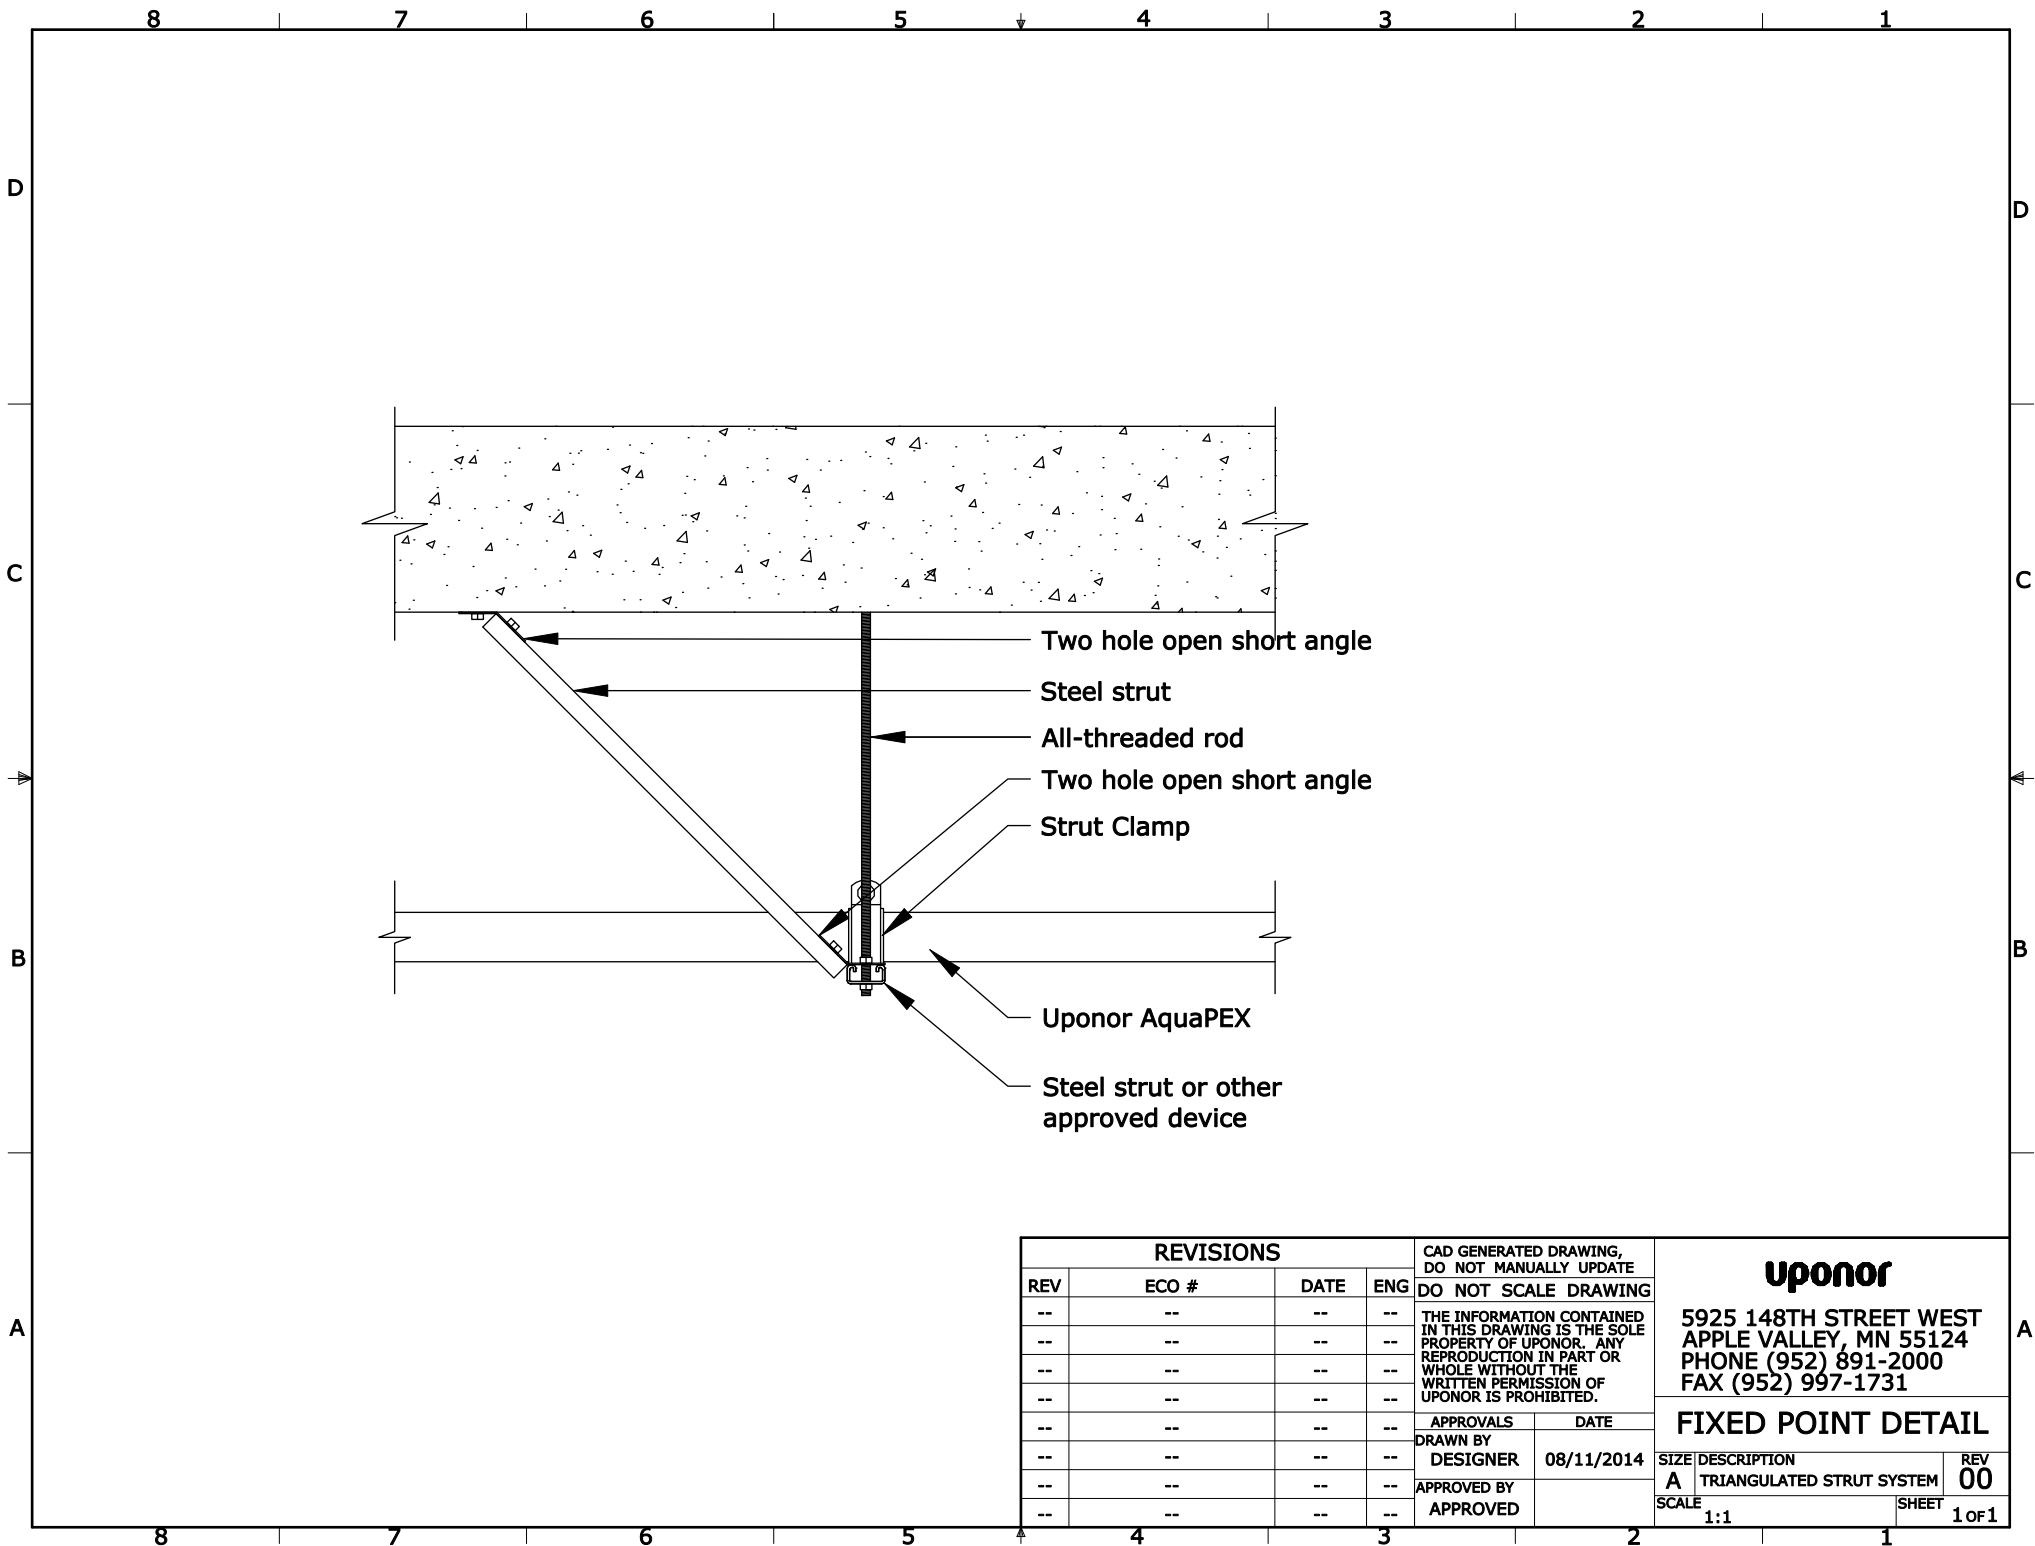 8 7 6 5 4 3 2 1
D D
C C
B B
A A
Two hole open short angle
Steel strut
All-threaded rod
Two hole open short angle
Strut Clamp
Uponor AquaPEX
Steel strut or other
approved device
REVISIONS
REV ECO # DATE ENG
-- -- -- --
-- -- -- --
-- -- -- --
-- -- -- --
-- -- -- --
-- -- -- --
-- -- -- --
-- -- -- --
CAD GENERATED DRAWING,
DO NOT MANUALLY UPDATE
DO NOT SCALE DRAWING
THE INFORMATION CONTAINED
IN THIS DRAWING IS THE SOLE
PROPERTY OF UPONOR. ANY
REPRODUCTION IN PART OR
WHOLE WITHOUT THE
WRITTEN PERMISSION OF
UPONOR IS PROHIBITED.
APPROVALS DATE
DRAWN BY
DESIGNER 08/11/2014
APPROVED BY
APPROVED
uponor
5925 148TH STREET WEST
APPLE VALLEY, MN 55124
PHONE (952) 891-2000
FAX (952) 997-1731
FIXED POINT DETAIL
SIZE DESCRIPTION REV
A TRIANGULATED STRUT SYSTEM 00
SCALE 1:1 SHEET 1 OF 1
8 7 6 5 4 3 2 1